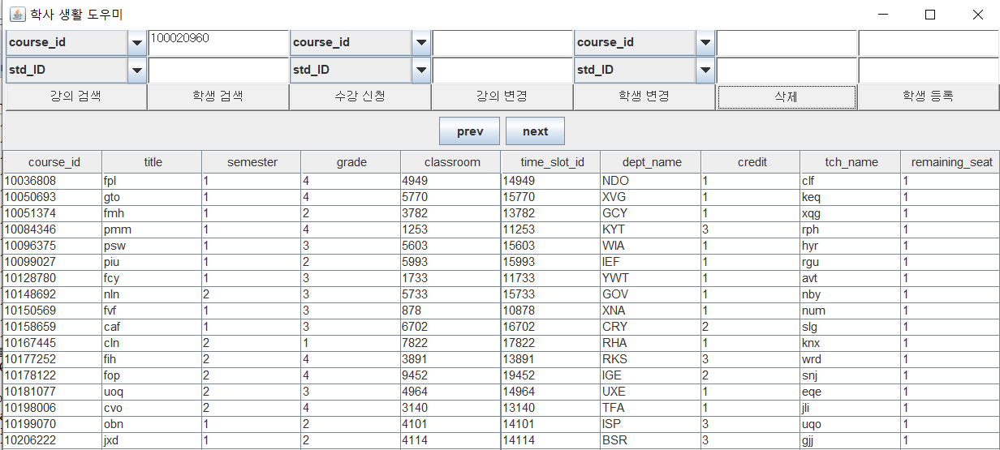 학사 생활 도우미
course_id 100020960 course_id course_id
std_ID std_ID std_ID
강의 검색 학생 검색 수강 신청 강의 변경 학생 변경 삭제 학생 등록
prev next
course_id title semester grade classroom time_slot_id dept_name credit tch_name remaining_seat
10036808 fpl 1 4 4949 14949 NDO 1 clf 1
10050693 gto 1 4 5770 15770 XVG 1 keq 1
10051374 fmh 1 2 3782 13782 GCY 1 xqg 1
10084346 pmm 1 4 1253 11253 KYT 3 rph 1
10096375 psw 1 3 5603 15603 WIA 1 hyr 1
10099027 piu 1 2 5993 15993 IEF 1 rgu 1
10128780 fcy 1 3 1733 11733 YWT 1 avt 1
10148692 nln 2 3 5733 15733 GOV 1 nby 1
10150569 fvf 1 3 878 10878 XNA 1 num 1
10158659 caf 1 3 6702 16702 CRY 2 slg 1
10167445 cln 2 1 7822 17822 RHA 1 knx 1
10177252 fih 2 4 3891 13891 RKS 3 wrd 1
10178122 fop 2 4 9452 19452 IGE 2 snj 1
10181077 uoq 2 3 4964 14964 UXE 1 eqe 1
10198006 cvo 2 4 3140 13140 TFA 1 jli 1
10199070 obn 1 2 4101 14101 ISP 3 uqo 1
10206222 jxd 1 2 4114 14114 BSR 3 gjj 1